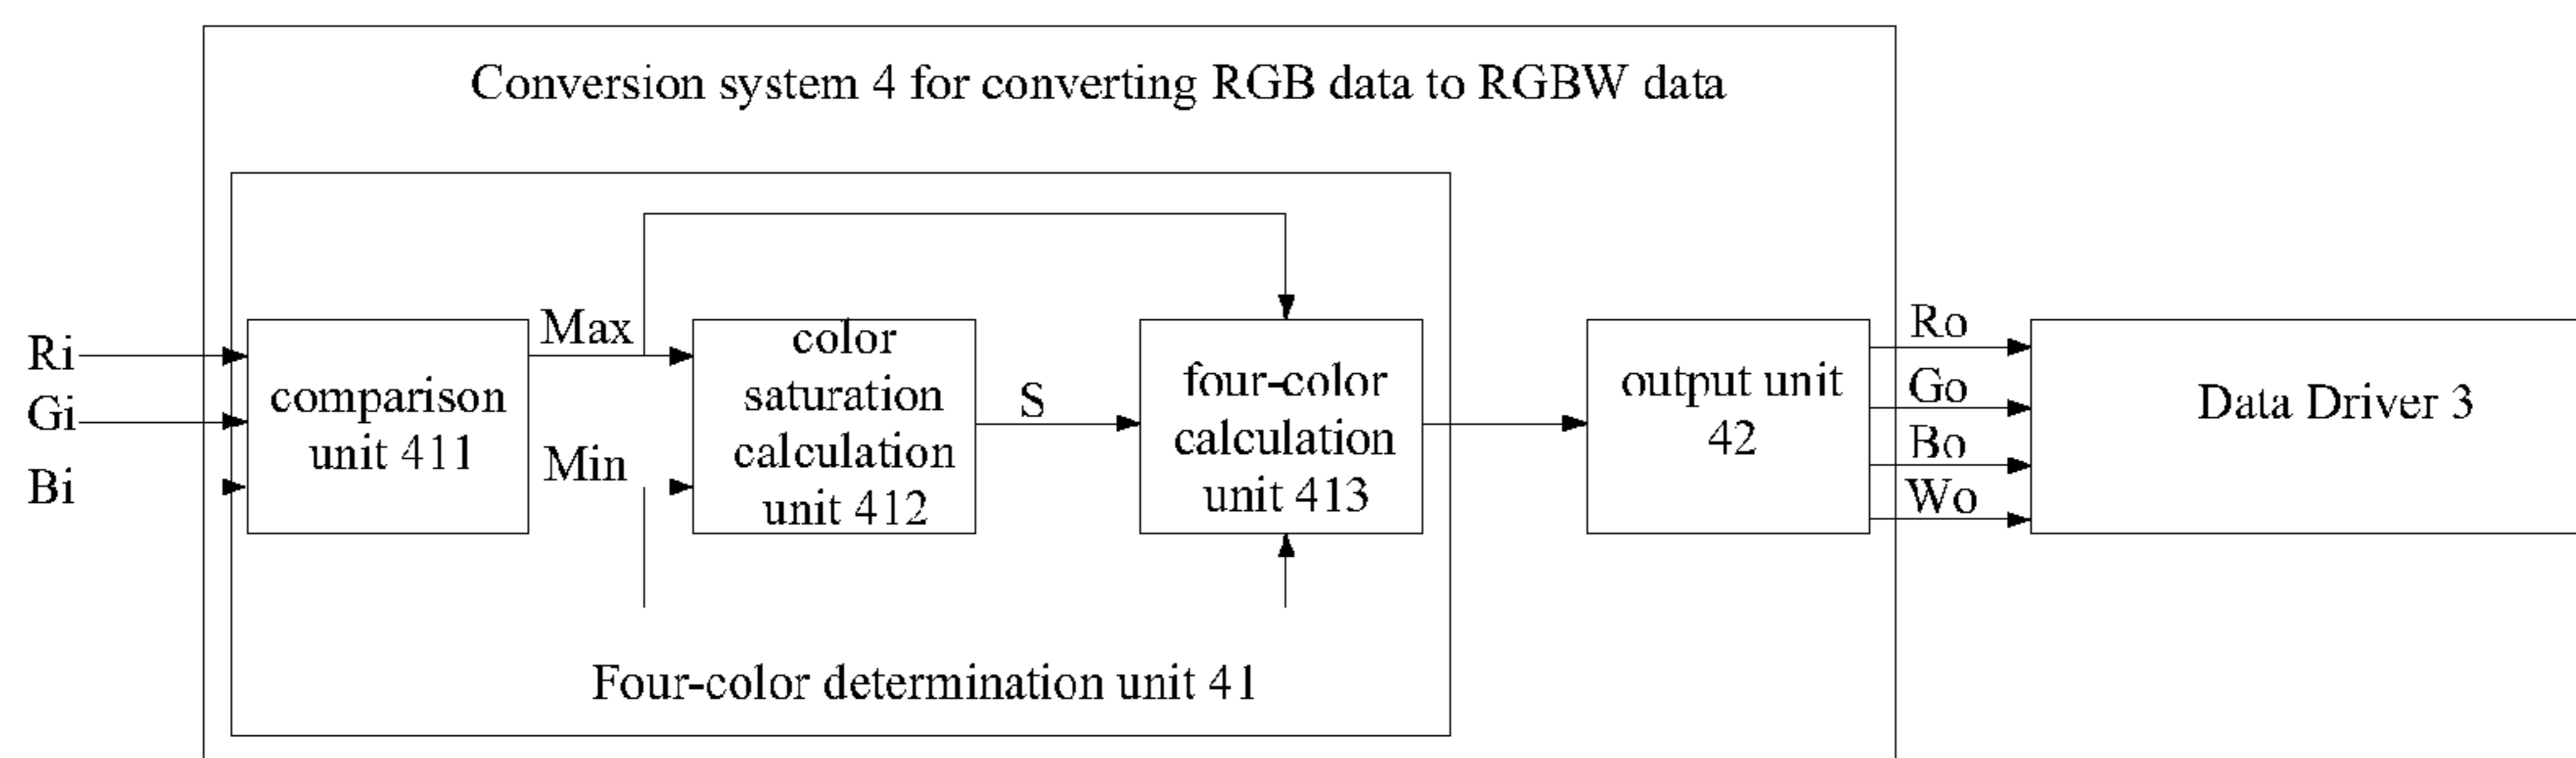 Conversion system 4 for converting RGB data to RGBW data
Ri
Gi
Bi
comparison
unit 411
Max
Min
color
saturation
calculation
unit 412
S
four-color
calculation
unit 413
output unit
42
Ro
Go
Bo
Wo
Data Driver 3
Four-color determination unit 41